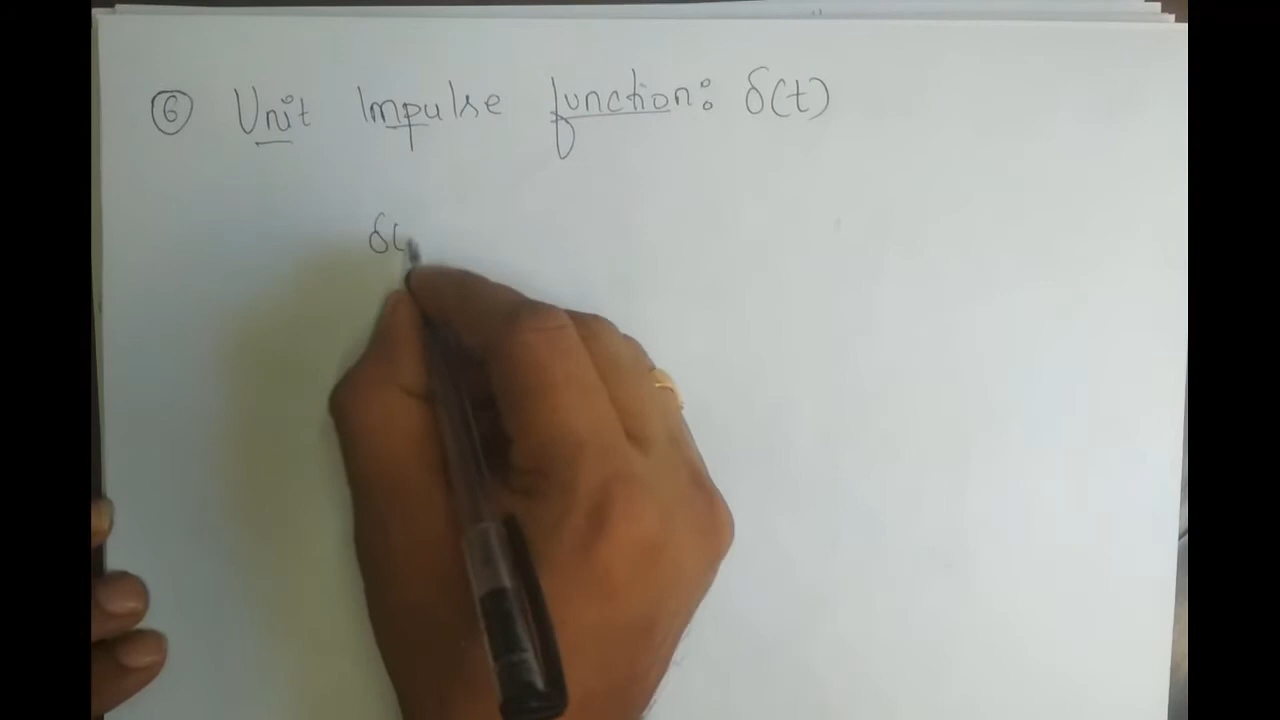 ⑥ Unit Impulse function: δ(t)
δ(